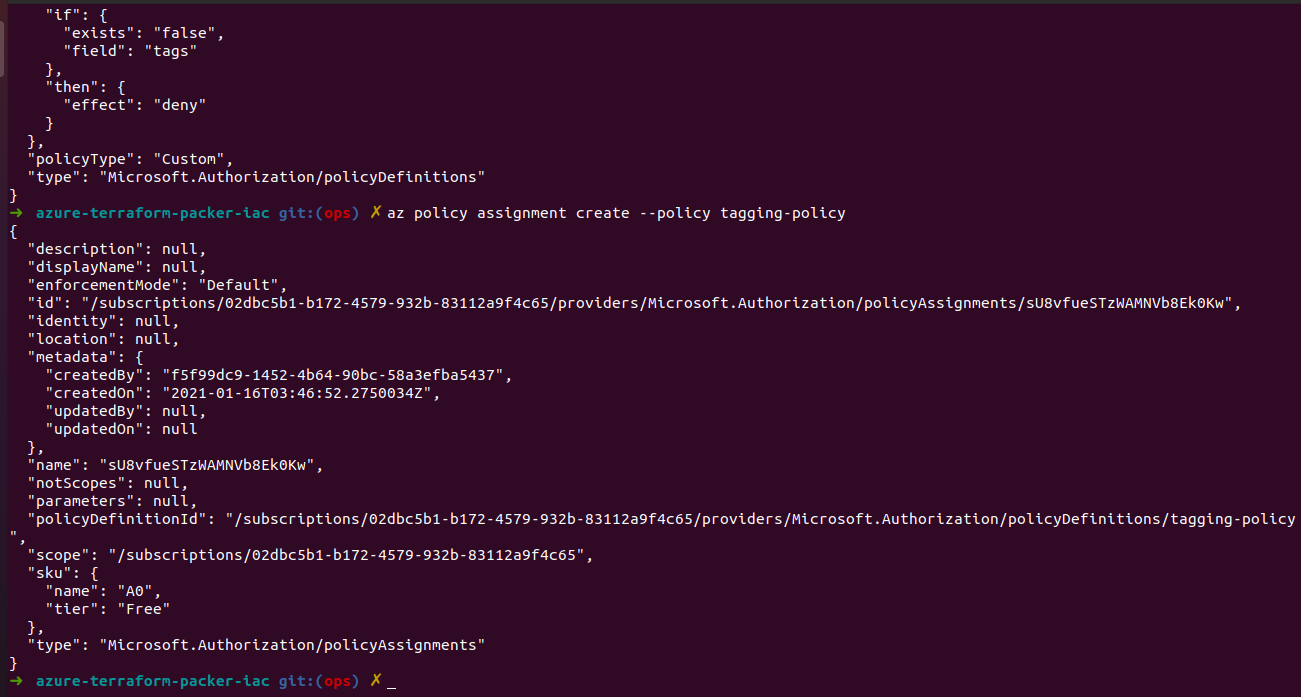 "if": {
      "exists": "false",
      "field": "tags"
    },
    "then": {
      "effect": "deny"
    }
  },
  "policyType": "Custom",
  "type": "Microsoft.Authorization/policyDefinitions"
}
➜  azure-terraform-packer-iac git:(ops) ✗ az policy assignment create --policy tagging-policy
{
  "description": null,
  "displayName": null,
  "enforcementMode": "Default",
  "id": "/subscriptions/02dbc5b1-b172-4579-932b-83112a9f4c65/providers/Microsoft.Authorization/policyAssignments/sU8vfueSTzWAMNVb8Ek0Kw",
  "identity": null,
  "location": null,
  "metadata": {
    "createdBy": "f5f99dc9-1452-4b64-90bc-58a3efba5437",
    "createdOn": "2021-01-16T03:46:52.2750034Z",
    "updatedBy": null,
    "updatedOn": null
  },
  "name": "sU8vfueSTzWAMNVb8Ek0Kw",
  "notScopes": null,
  "parameters": null,
  "policyDefinitionId": "/subscriptions/02dbc5b1-b172-4579-932b-83112a9f4c65/providers/Microsoft.Authorization/policyDefinitions/tagging-policy
",
  "scope": "/subscriptions/02dbc5b1-b172-4579-932b-83112a9f4c65",
  "sku": {
    "name": "A0",
    "tier": "Free"
  },
  "type": "Microsoft.Authorization/policyAssignments"
}
➜  azure-terraform-packer-iac git:(ops) ✗ _